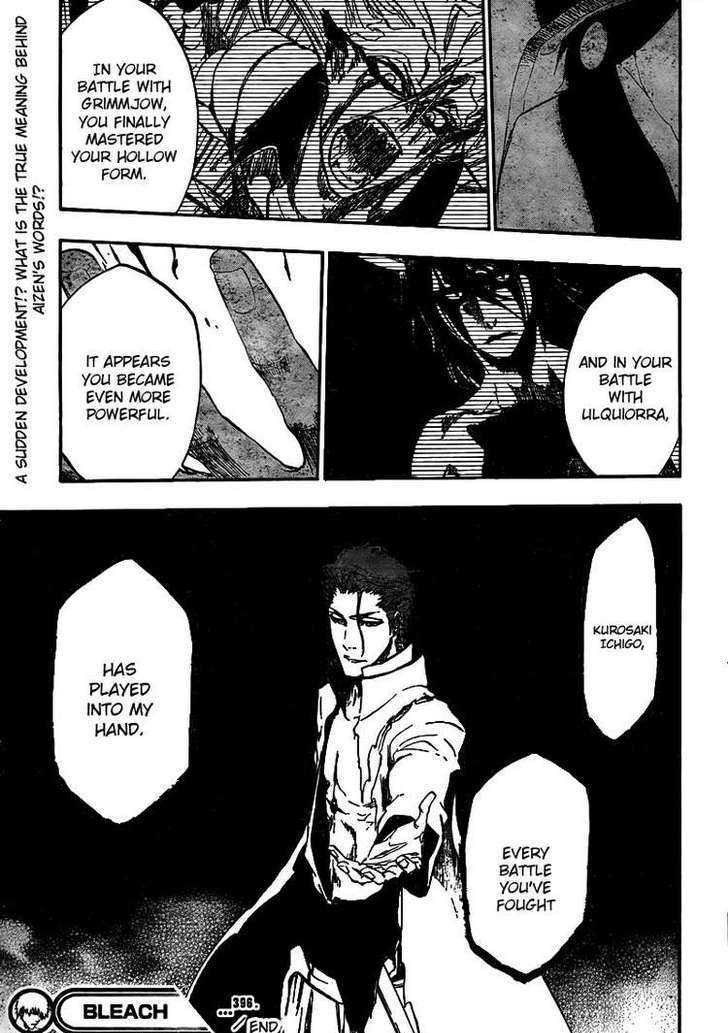 A SUDDEN DEVELOPMENT!? WHAT IS THE TRUE MEANING BEHIND
AIZEN'S WORDS!?
IN YOUR
BATTLE WITH
GRIMMJOW,
YOU FINALLY
MASTERED
YOUR HOLLOW
FORM.
AND IN YOUR
BATTLE
WITH
ULQUIORRA,
IT APPEARS
YOU BECAME
EVEN MORE
POWERFUL.
KUROSAKI
ICHIGO,
EVERY
BATTLE
YOU'VE
FOUGHT
HAS
PLAYED
INTO MY
HAND.
BLEACH
...396.
/END